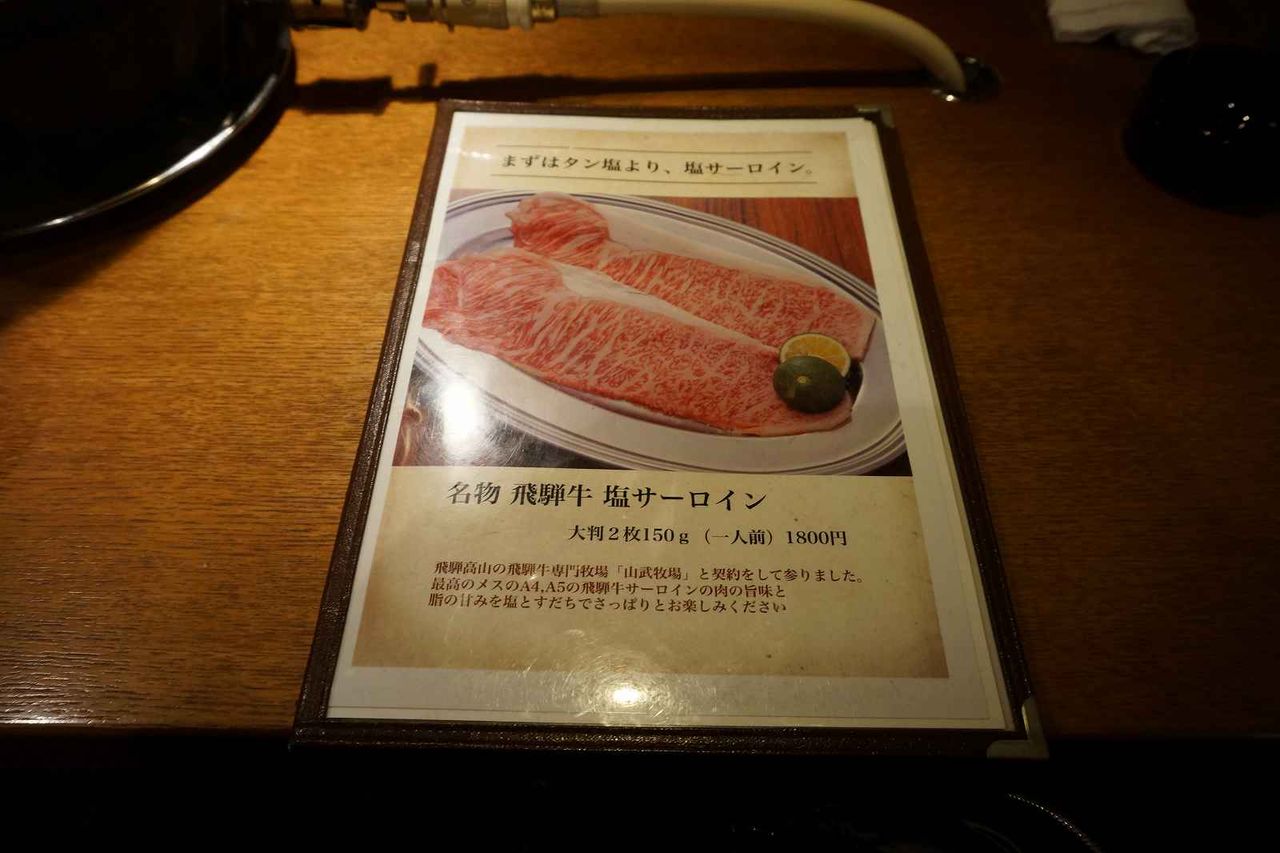 まずはタン塩より、塩サーロイン。
名物 飛騨牛 塩サーロイン
大判２枚150ｇ（一人前）1800円
飛騨高山の飛騨牛専門牧場「山武牧場」と契約をして参りました。
最高のメスのA4,A5の飛騨牛サーロインの肉の旨味と
脂の甘みを塩とすだちでさっぱりとお楽しみください